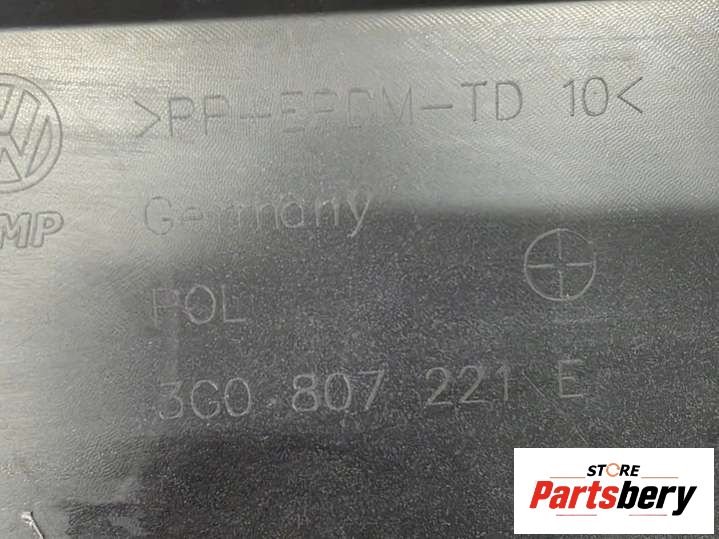 >PP-EPDM-TD 10<
MP
Germany
POL
3G0 807 221 E
STORE
Partsbery